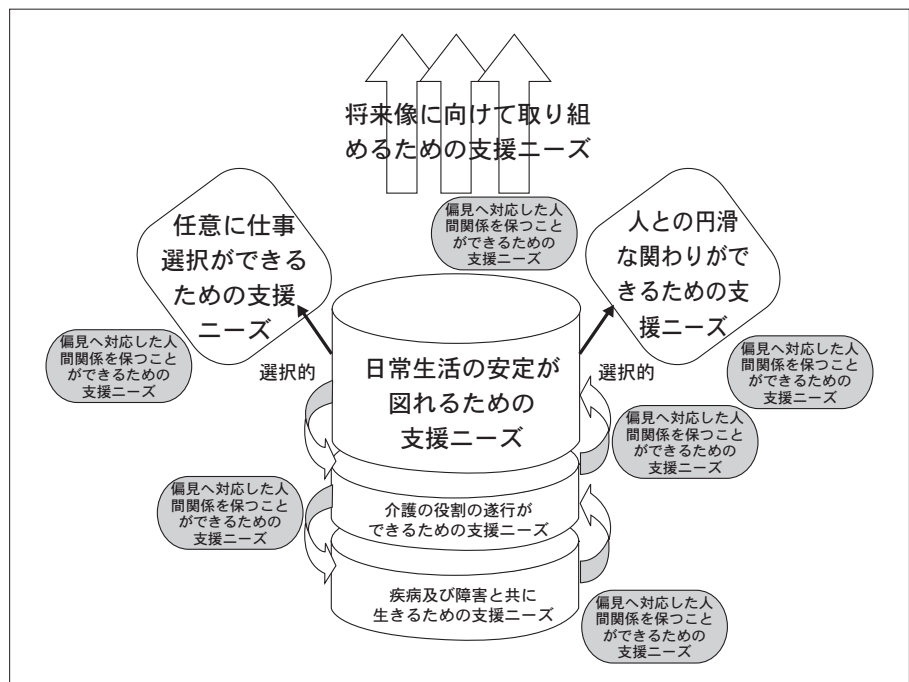 将来像に向けて取り組
めるための支援ニーズ
偏見へ対応した人
間関係を保つこと
ができるための
支援ニーズ
任意に仕事
選択ができる
ための支援
ニーズ
人との円滑
な関わりがで
きるための支
援ニーズ
偏見へ対応した人
間関係を保つこと
ができるための
支援ニーズ
選択的
日常生活の安定が
図れるための
支援ニーズ
選択的
偏見へ対応した人
間関係を保つこと
ができるための
支援ニーズ
偏見へ対応した人
間関係を保つこと
ができるための
支援ニーズ
偏見へ対応した人
間関係を保つこと
ができるための
支援ニーズ
介護の役割の遂行が
できるための支援ニーズ
疾病及び障害と共に
生きるための支援ニーズ
偏見へ対応した人
間関係を保つこと
ができるための
支援ニーズ